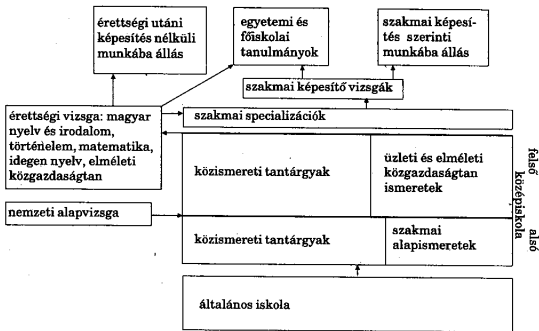 érettségi utáni
képesítés nélküli
munkába állás
egyetemi és
főiskolai
tanulmányok
szakmai képesí-
tés szerinti
munkába állás
szakmai képesítő vizsgák
érettségi vizsga: magyar
nyelv és irodalom,
történelem, matematika,
idegen nyelv, elméleti
közgazdaságtan
szakmai specializációk
közismereti tantárgyak
üzleti és elméleti
közgazdaságtan
ismeretek
nemzeti alapvizsga
közismereti tantárgyak
szakmai
alapismeretek
felső alsó
középiskola
általános iskola